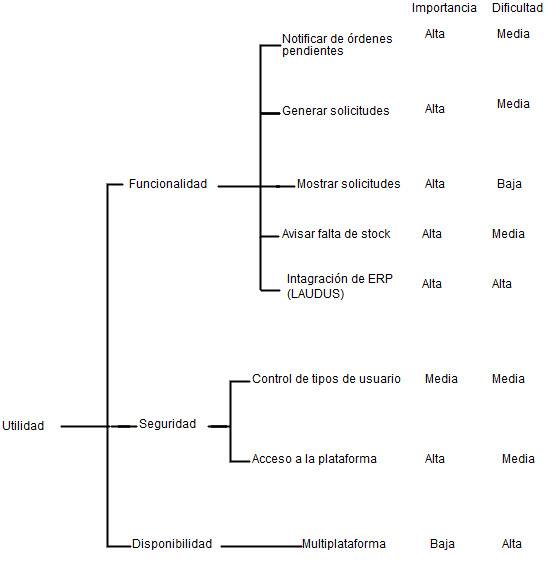 Importancia Dificultad
Notificar de órdenes
pendientes
Alta Media
Generar solicitudes Alta Media
Funcionalidad Mostrar solicitudes Alta Baja
Avisar falta de stock Alta Media
Intagración de ERP
(LAUDUS)
Alta Alta
Control de tipos de usuario Media Media
Utilidad Seguridad
Acceso a la plataforma Alta Media
Disponibilidad Multiplataforma Baja Alta